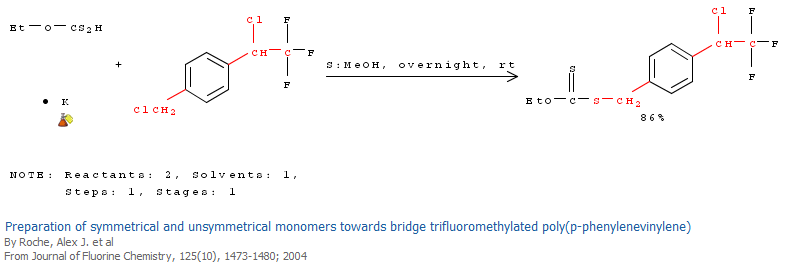 Et — O — CS2H
+
• K
Cl
F
CH
C
F
F
ClCH2
S:MeOH, overnight, rt
Cl
F
CH
C
F
F
S
EtO
C
S
CH2
86%
NOTE: Reactants: 2, Solvents: 1,
Steps: 1, Stages: 1
Preparation of symmetrical and unsymmetrical monomers towards bridge trifluoromethylated poly(p-phenylenevinylene)
By Roche, Alex J. et al
From Journal of Fluorine Chemistry, 125(10), 1473-1480; 2004